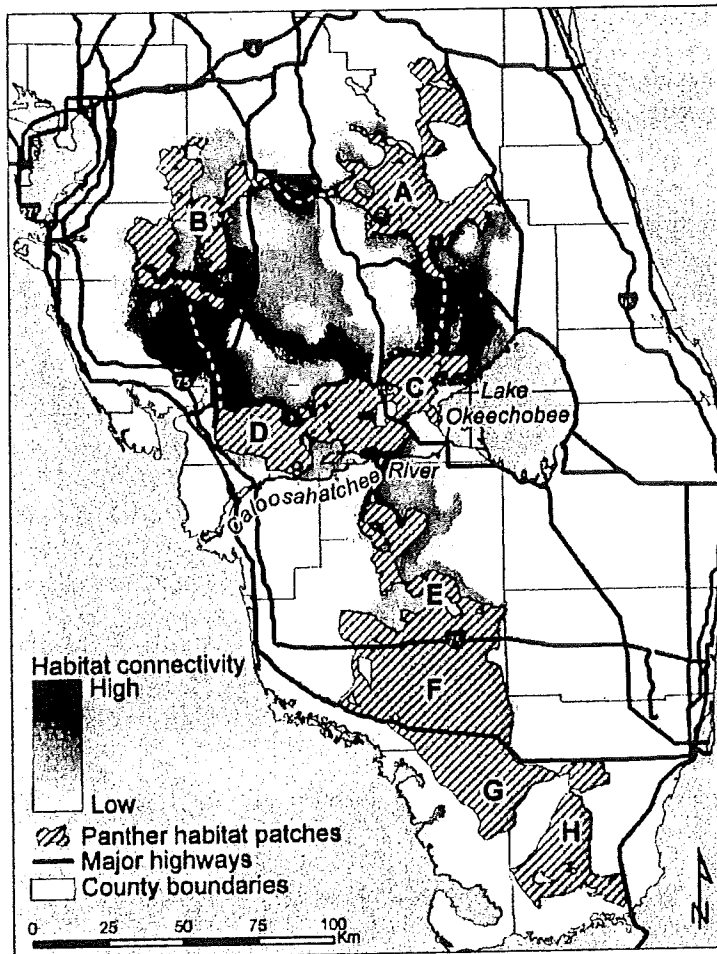 A
B
C
Lake
Okeechobee
D
75
Caloosahatchee River
E
F
G
H
Habitat connectivity
High
Low
Panther habitat patches
Major highways
County boundaries
0 25 50 75 100
Km
N